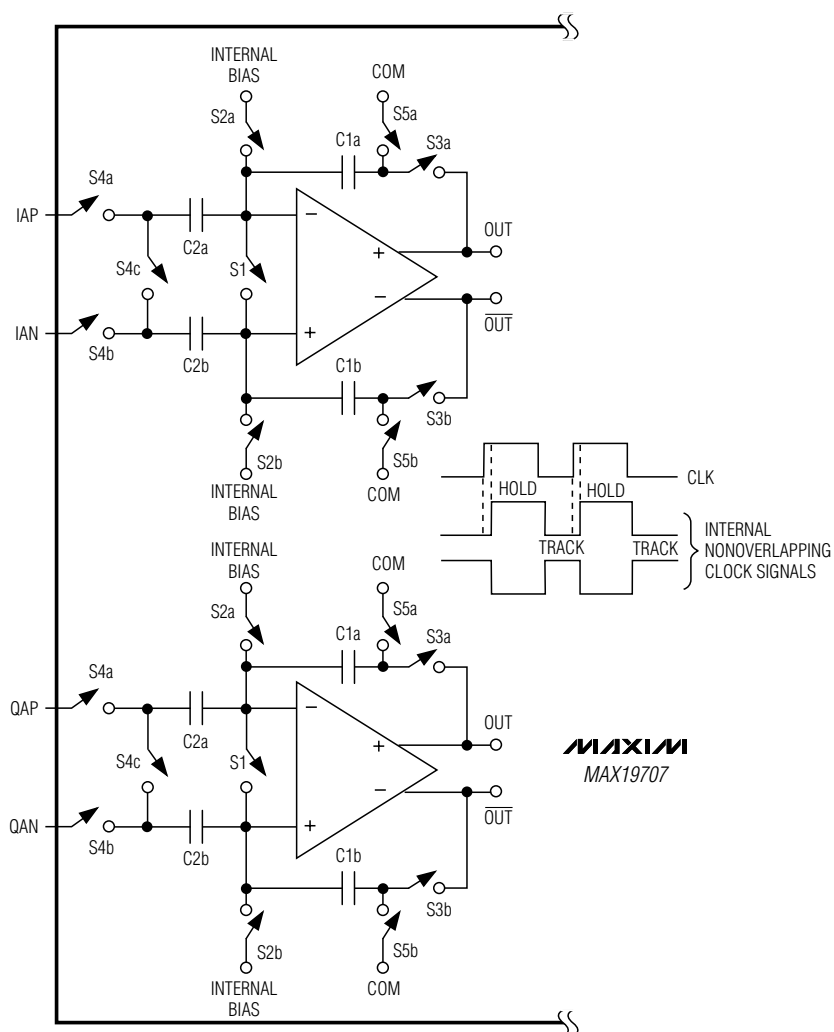 INTERNAL
BIAS
COM
S2a
S5a
C1a
S3a
S4a
IAP
C2a
−
+
OUT
S4c
S1
−
OUT
IAN
+
S4b
C2b
C1b
S3b
S2b
S5b
INTERNAL
BIAS
COM
CLK
HOLD
HOLD
TRACK
TRACK
INTERNAL
NONOVERLAPPING
CLOCK SIGNALS
INTERNAL
BIAS
COM
S2a
S5a
C1a
S3a
S4a
QAP
C2a
−
+
OUT
S4c
S1
−
OUT
QAN
+
S4b
C2b
C1b
S3b
S2b
S5b
INTERNAL
BIAS
COM
MAXIM
MAX19707